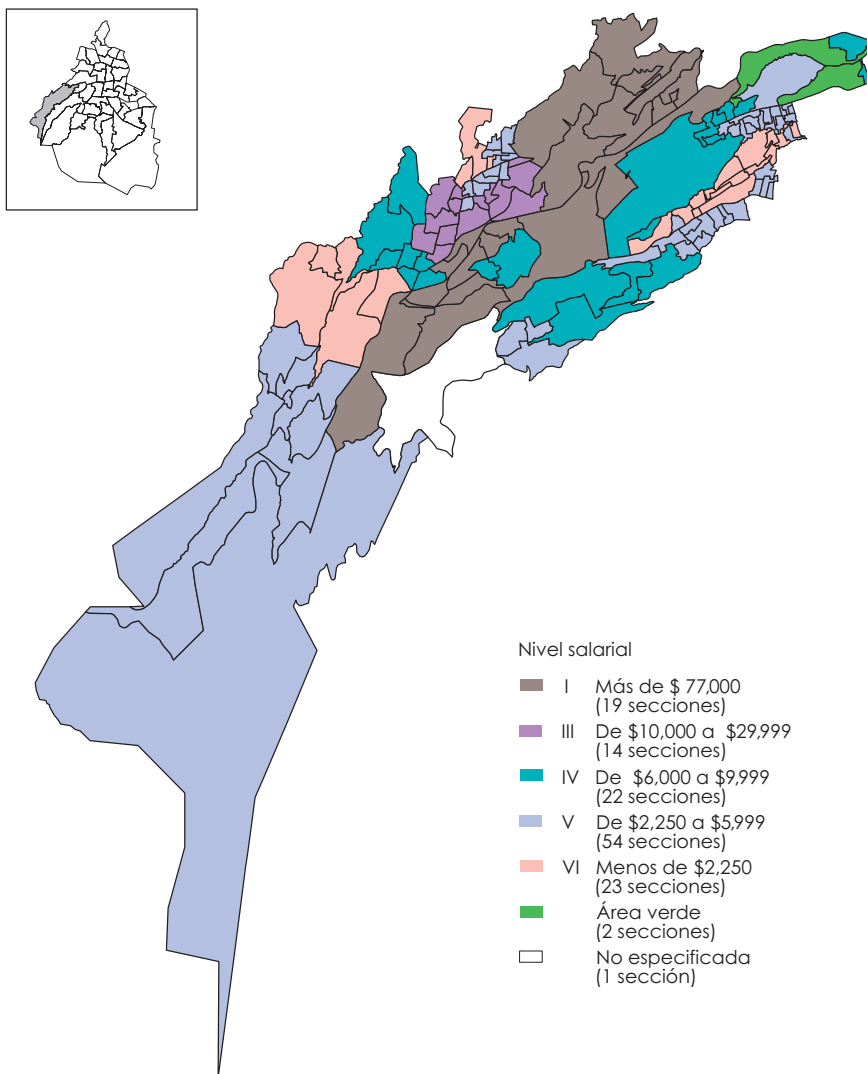 Nivel salarial
I Más de $ 77,000
(19 secciones)
III De $10,000 a $29,999
(14 secciones)
IV De $6,000 a $9,999
(22 secciones)
V De $2,250 a $5,999
(54 secciones)
VI Menos de $2,250
(23 secciones)
Área verde
(2 secciones)
No especificada
(1 sección)